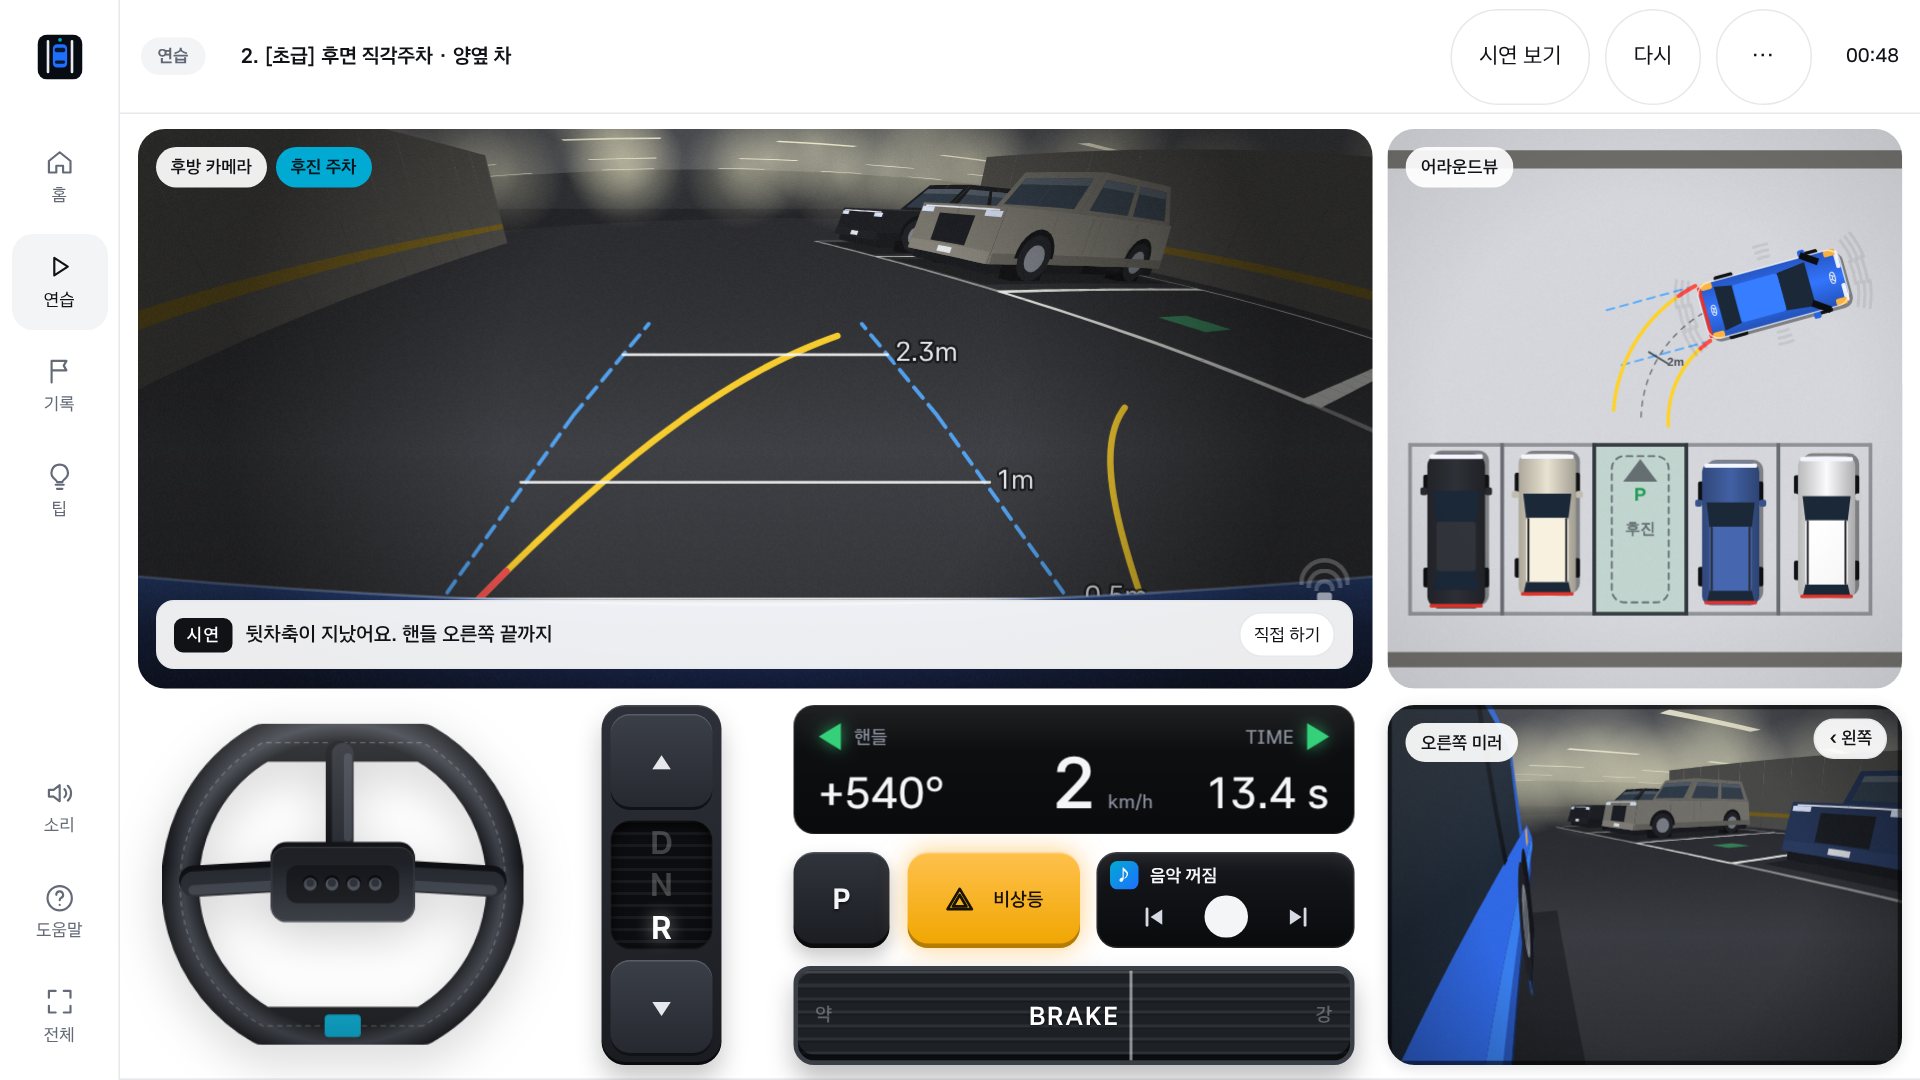 연습
2. [초급] 후면 직각주차 · 양옆 차
시연 보기
다시
···
00:48
홈
연습
기록
팁
소리
도움말
전체
후방 카메라
후진 주차
2.3m
1m
0.5m
시연
뒷차축이 지났어요. 핸들 오른쪽 끝까지
직접 하기
어라운드뷰
2m
P
후진
D
N
R
핸들
TIME
+540°
2 km/h
13.4 s
P
비상등
음악 꺼짐
약
BRAKE
강
오른쪽 미러
‹ 왼쪽